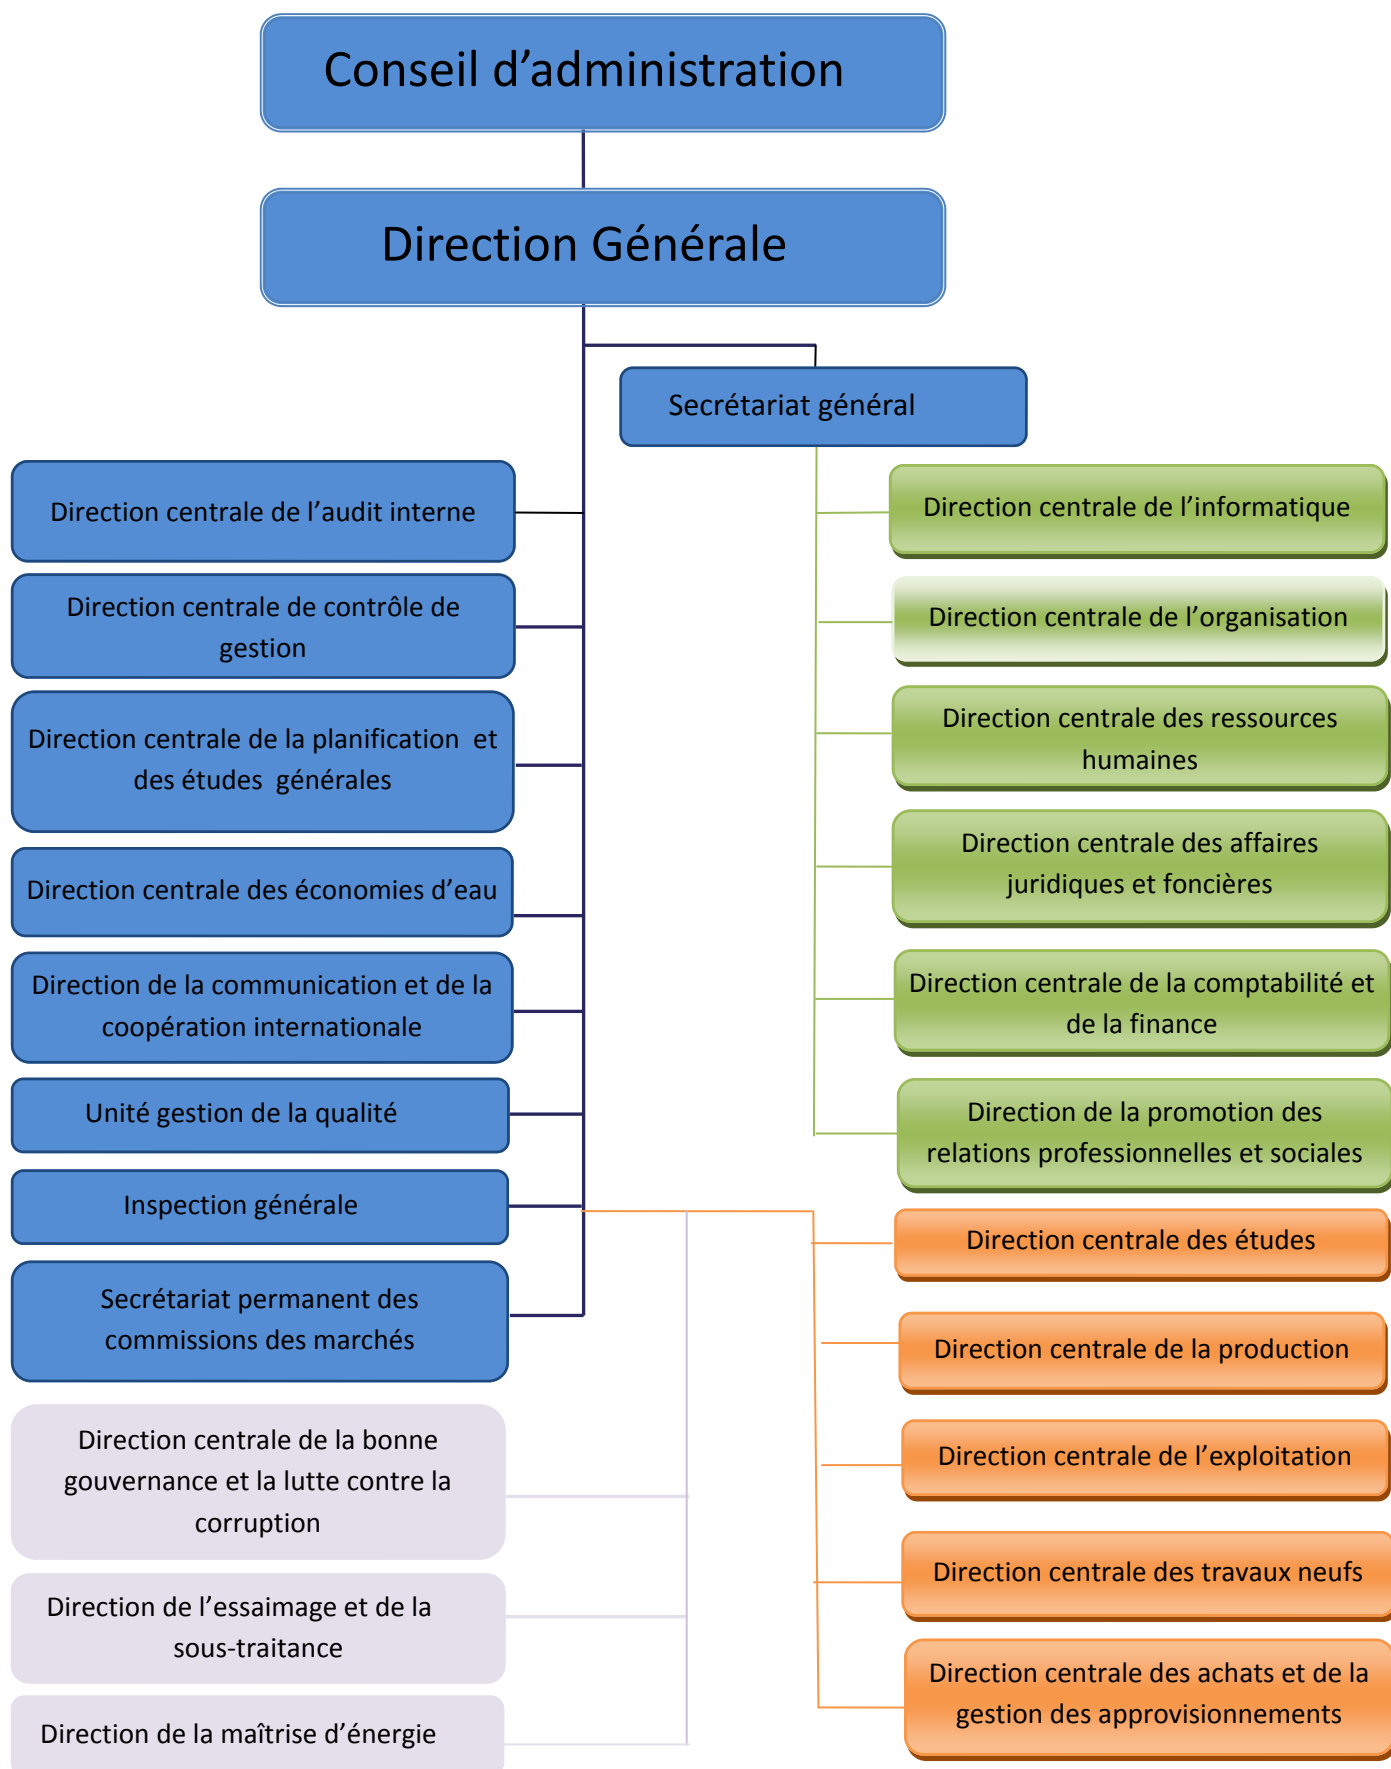 Conseil d’administration
Direction Générale
Secrétariat général
Direction centrale de l’audit interne
Direction centrale de contrôle de
gestion
Direction centrale de la planification et
des études générales
Direction centrale des économies d’eau
Direction de la communication et de la
coopération internationale
Unité gestion de la qualité
Inspection générale
Secrétariat permanent des
commissions des marchés
Direction centrale de la bonne
gouvernance et la lutte contre la
corruption
Direction de l’essaimage et de la
sous-traitance
Direction de la maîtrise d’énergie
Direction centrale de l’informatique
Direction centrale de l’organisation
Direction centrale des ressources
humaines
Direction centrale des affaires
juridiques et foncières
Direction centrale de la comptabilité et
de la finance
Direction de la promotion des
relations professionnelles et sociales
Direction centrale des études
Direction centrale de la production
Direction centrale de l’exploitation
Direction centrale des travaux neufs
Direction centrale des achats et de la
gestion des approvisionnements